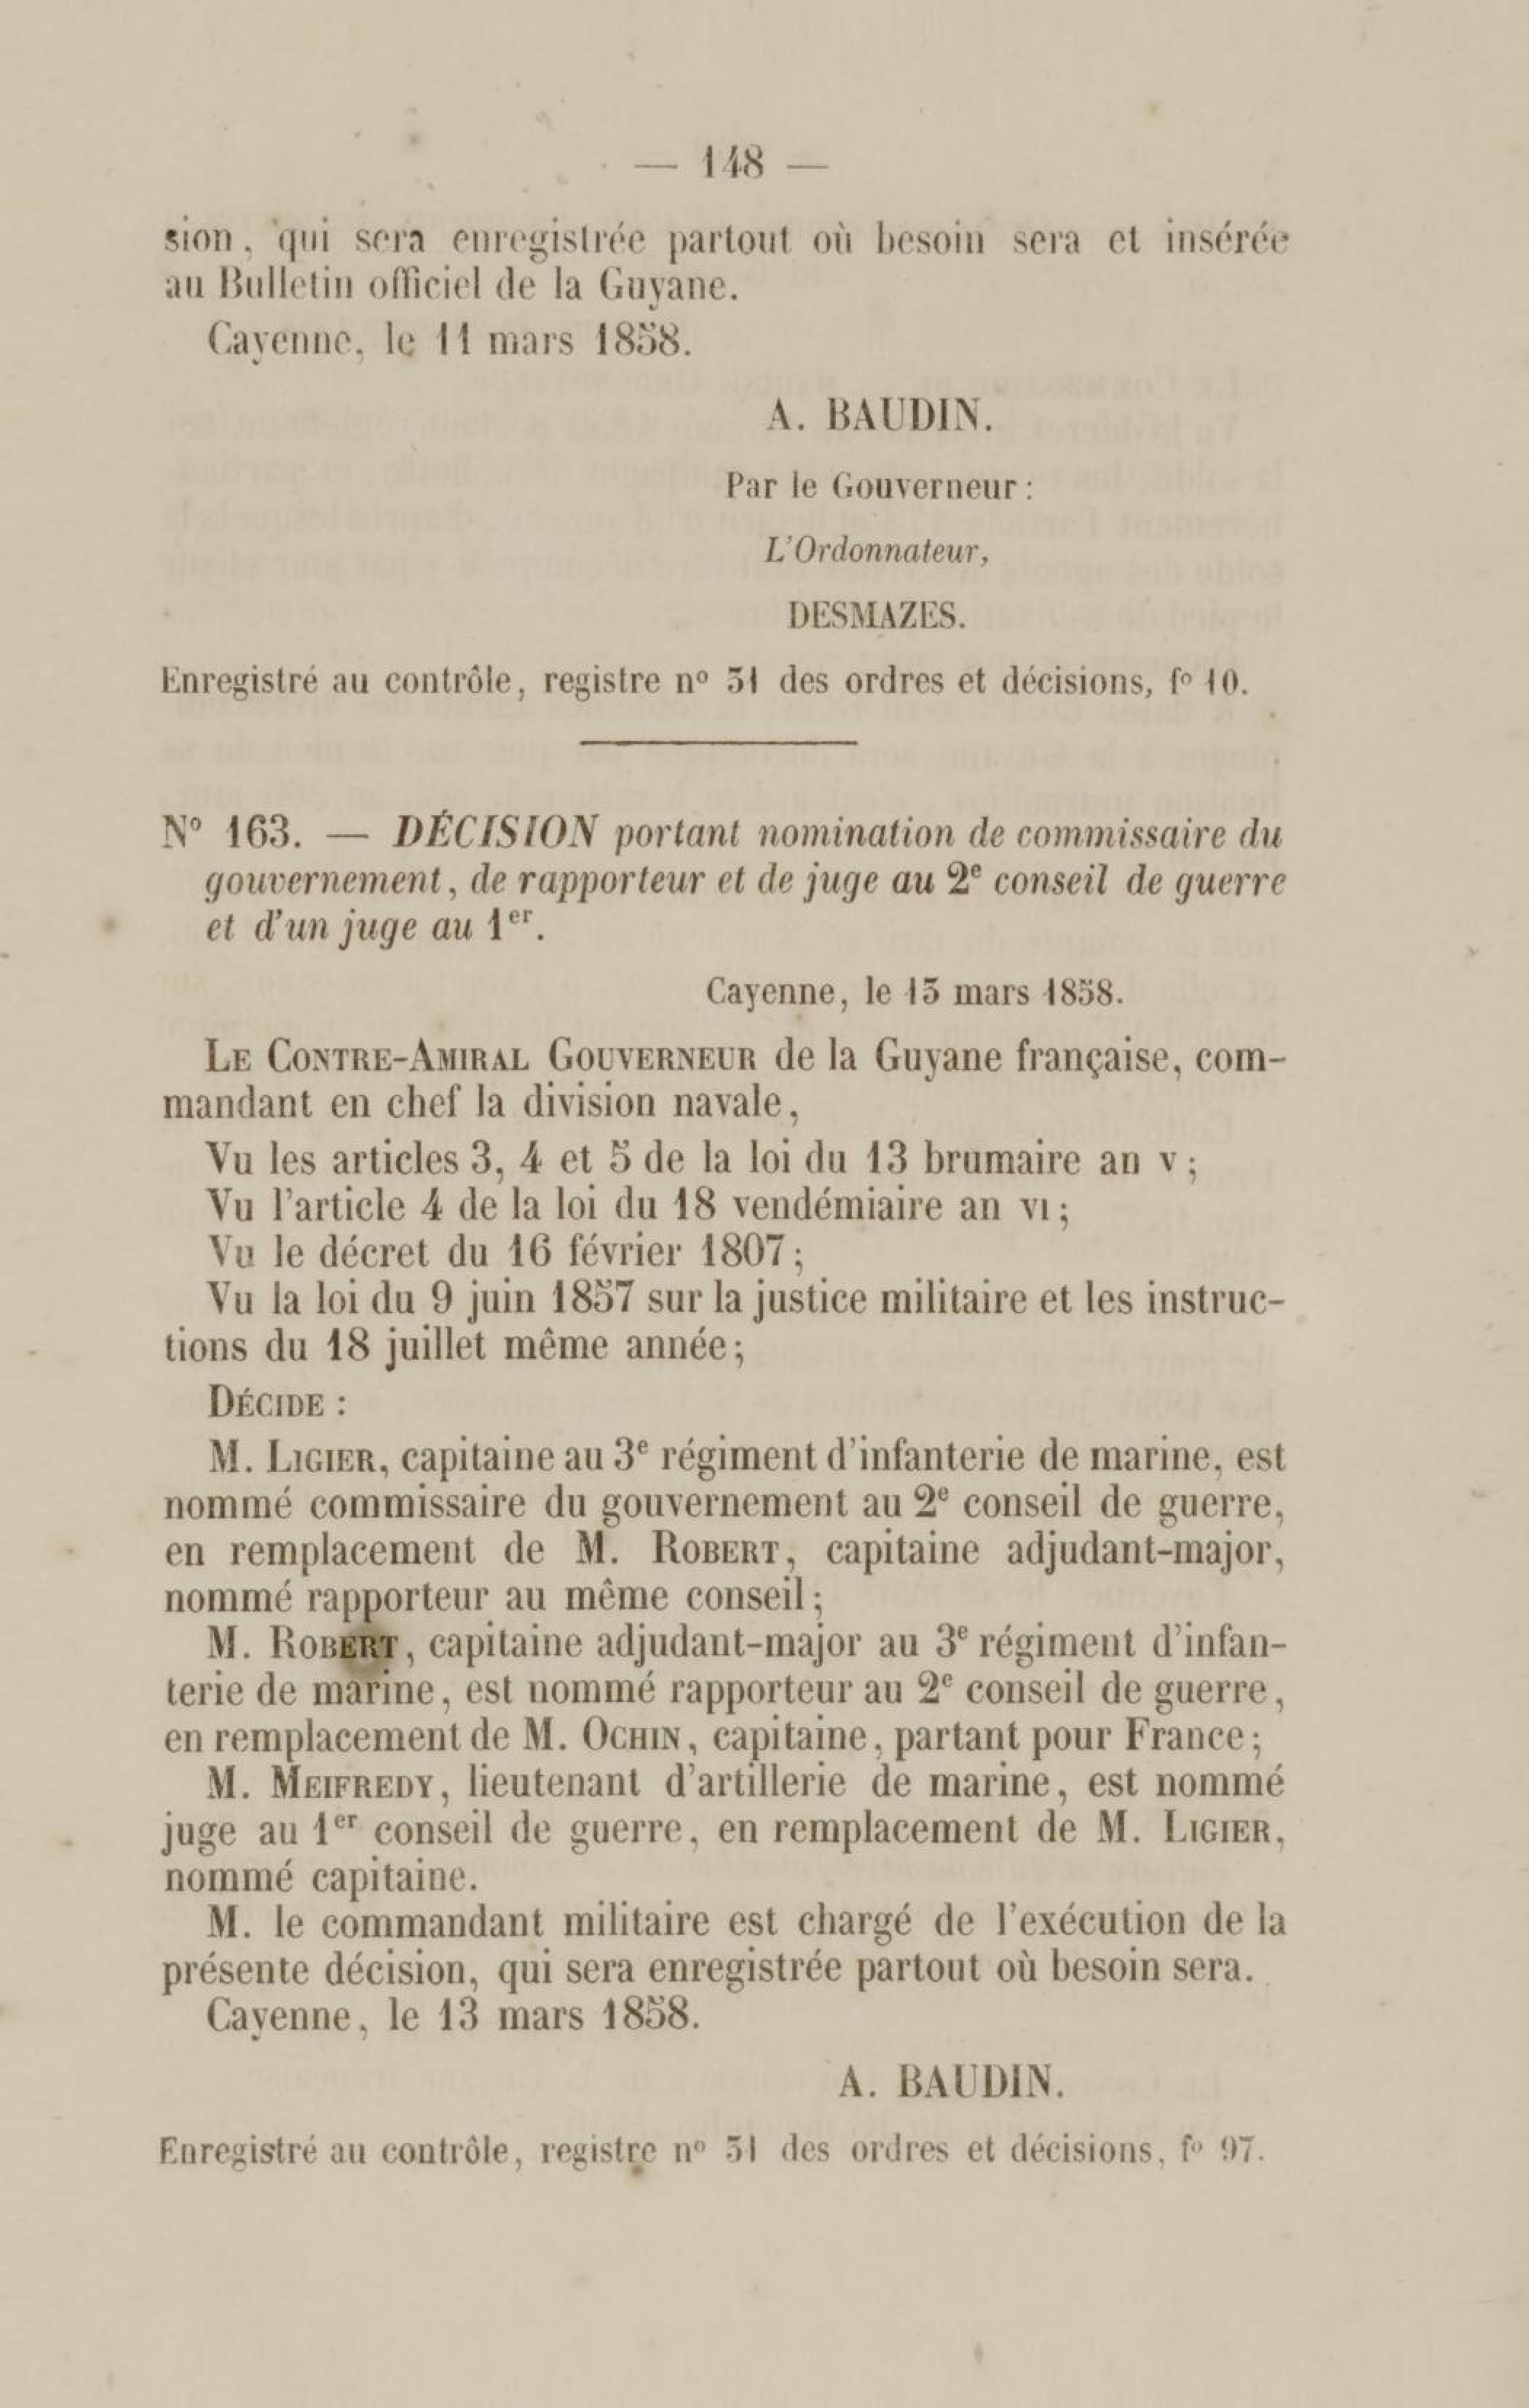 — 148 —
sion, qui sera enregistrée partout où besoin sera et insérée
au Bulletin officiel de la Guyane.
Cayenne, le 11 mars 1858.
A. BAUDIN.
Par le Gouverneur :
L'Ordonnateur,
DESMAZES.
Enregistré au contrôle, registre nº 31 des ordres et décisions, fº 10.
Nº 163. — DÉCISION portant nomination de commissaire du
gouvernement, de rapporteur et de juge au 2e conseil de guerre
et d'un juge au 1er.
Cayenne, le 13 mars 1858.
LE CONTRE-AMIRAL GOUVERNEUR de la Guyane française, com-
mandant en chef la division navale,
Vu les articles 3, 4 et 5 de la loi du 13 brumaire an V ;
Vu l'article 4 de la loi du 18 vendémiaire an VI ;
Vu le décret du 16 février 1807 ;
Vu la loi du 9 juin 1857 sur la justice militaire et les instruc-
tions du 18 juillet même année ;
DÉCIDE :
M. LIGIER, capitaine au 3e régiment d'infanterie de marine, est
nommé commissaire du gouvernement au 2e conseil de guerre,
en remplacement de M. ROBERT, capitaine adjudant-major,
nommé rapporteur au même conseil ;
M. ROBERT, capitaine adjudant-major au 3e régiment d'infan-
terie de marine, est nommé rapporteur au 2e conseil de guerre,
en remplacement de M. OCHIN, capitaine, partant pour France ;
M. MEIFREDY, lieutenant d'artillerie de marine, est nommé
juge au 1er conseil de guerre, en remplacement de M. LIGIER,
nommé capitaine.
M. le commandant militaire est chargé de l'exécution de la
présente décision, qui sera enregistrée partout où besoin sera.
Cayenne, le 13 mars 1858.
A. BAUDIN.
Enregistré au contrôle, registre nº 31 des ordres et décisions, fº 97.